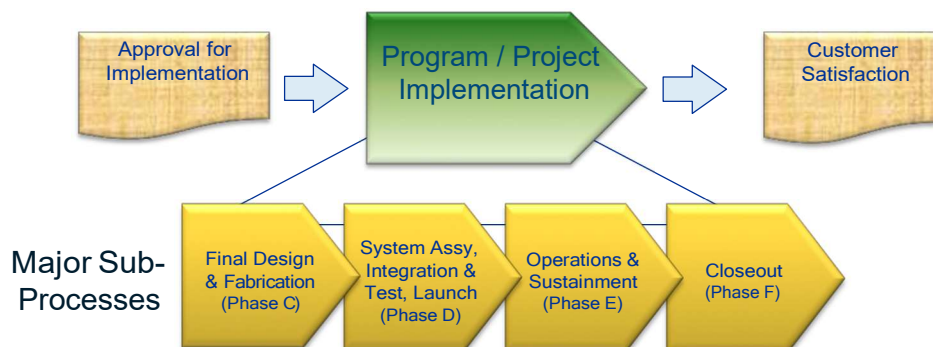 Approval for
Implementation
Program / Project
Implementation
Customer
Satisfaction
Major Sub-
Processes
Final Design
& Fabrication
(Phase C)
System Assy,
Integration &
Test, Launch
(Phase D)
Operations &
Sustainment
(Phase E)
Closeout
(Phase F)